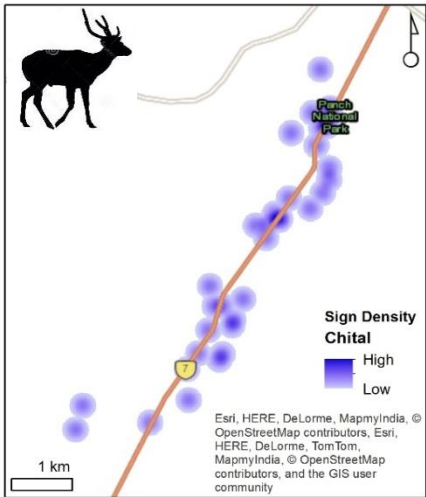 Panch
National
Park
7
Sign Density
Chital
High
Low
Esri, HERE, DeLorme, MapmyIndia, ©
OpenStreetMap contributors, Esri,
HERE, DeLorme, TomTom,
MapmyIndia, © OpenStreetMap
contributors, and the GIS user
community
1 km